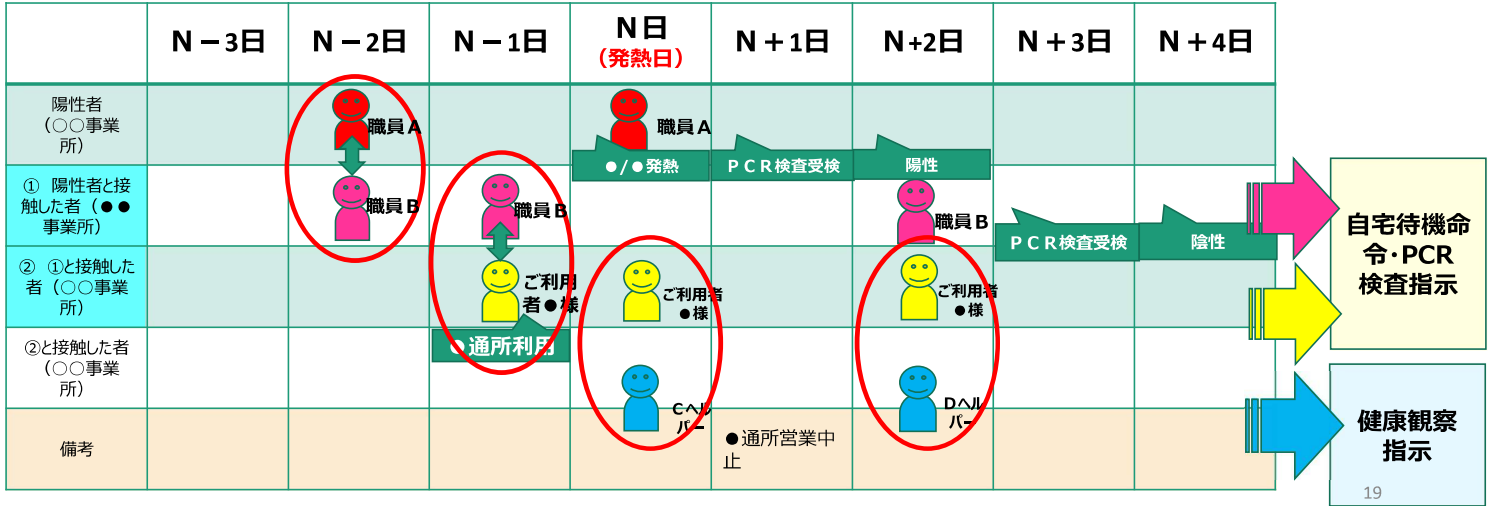 N－3日
N－2日
N－1日
N日
（発熱日）
N＋1日
N+2日
N＋3日
N＋4日
陽性者
（○○事業
所）
職員A
職員A
●/●発熱
PCR検査受検
陽性
① 陽性者と接
触した者（●●
事業所）
職員B
職員B
職員B
PCR検査受検
陰性
② ①と接触した
者（○○事業
所）
ご利用
者●様
ご利用者
●様
ご利用者
●様
●通所利用
②と接触した者
（○○事業
所）
Cヘル
パー
Dヘル
パー
備考
●通所営業中
止
自宅待機命
令・PCR
検査指示
健康観察
指示
19